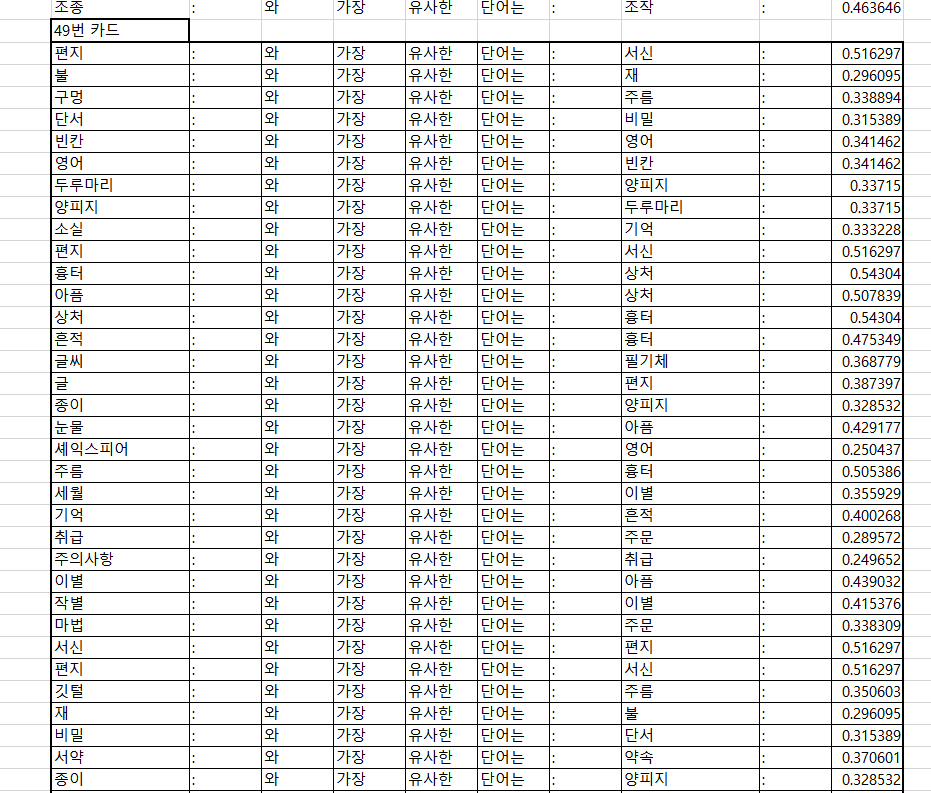 조종 : 와 가장 유사한 단어는 : 조작 : 0.463646
49번 카드
편지 : 와 가장 유사한 단어는 : 서신 : 0.516297
불 : 와 가장 유사한 단어는 : 재 : 0.296095
구멍 : 와 가장 유사한 단어는 : 주름 : 0.338894
단서 : 와 가장 유사한 단어는 : 비밀 : 0.315389
빈칸 : 와 가장 유사한 단어는 : 영어 : 0.341462
영어 : 와 가장 유사한 단어는 : 빈칸 : 0.341462
두루마리 : 와 가장 유사한 단어는 : 양피지 : 0.33715
양피지 : 와 가장 유사한 단어는 : 두루마리 : 0.33715
소실 : 와 가장 유사한 단어는 : 기억 : 0.333228
편지 : 와 가장 유사한 단어는 : 서신 : 0.516297
흉터 : 와 가장 유사한 단어는 : 상처 : 0.54304
아픔 : 와 가장 유사한 단어는 : 상처 : 0.507839
상처 : 와 가장 유사한 단어는 : 흉터 : 0.54304
흔적 : 와 가장 유사한 단어는 : 흉터 : 0.475349
글씨 : 와 가장 유사한 단어는 : 필기체 : 0.368779
글 : 와 가장 유사한 단어는 : 편지 : 0.387397
종이 : 와 가장 유사한 단어는 : 양피지 : 0.328532
눈물 : 와 가장 유사한 단어는 : 아픔 : 0.429177
셰익스피어 : 와 가장 유사한 단어는 : 영어 : 0.250437
주름 : 와 가장 유사한 단어는 : 흉터 : 0.505386
세월 : 와 가장 유사한 단어는 : 이별 : 0.355929
기억 : 와 가장 유사한 단어는 : 흔적 : 0.400268
취급 : 와 가장 유사한 단어는 : 주문 : 0.289572
주의사항 : 와 가장 유사한 단어는 : 취급 : 0.249652
이별 : 와 가장 유사한 단어는 : 아픔 : 0.439032
작별 : 와 가장 유사한 단어는 : 이별 : 0.415376
마법 : 와 가장 유사한 단어는 : 주문 : 0.338309
서신 : 와 가장 유사한 단어는 : 편지 : 0.516297
편지 : 와 가장 유사한 단어는 : 서신 : 0.516297
깃털 : 와 가장 유사한 단어는 : 주름 : 0.350603
재 : 와 가장 유사한 단어는 : 불 : 0.296095
비밀 : 와 가장 유사한 단어는 : 단서 : 0.315389
서약 : 와 가장 유사한 단어는 : 약속 : 0.370601
종이 : 와 가장 유사한 단어는 : 양피지 : 0.328532